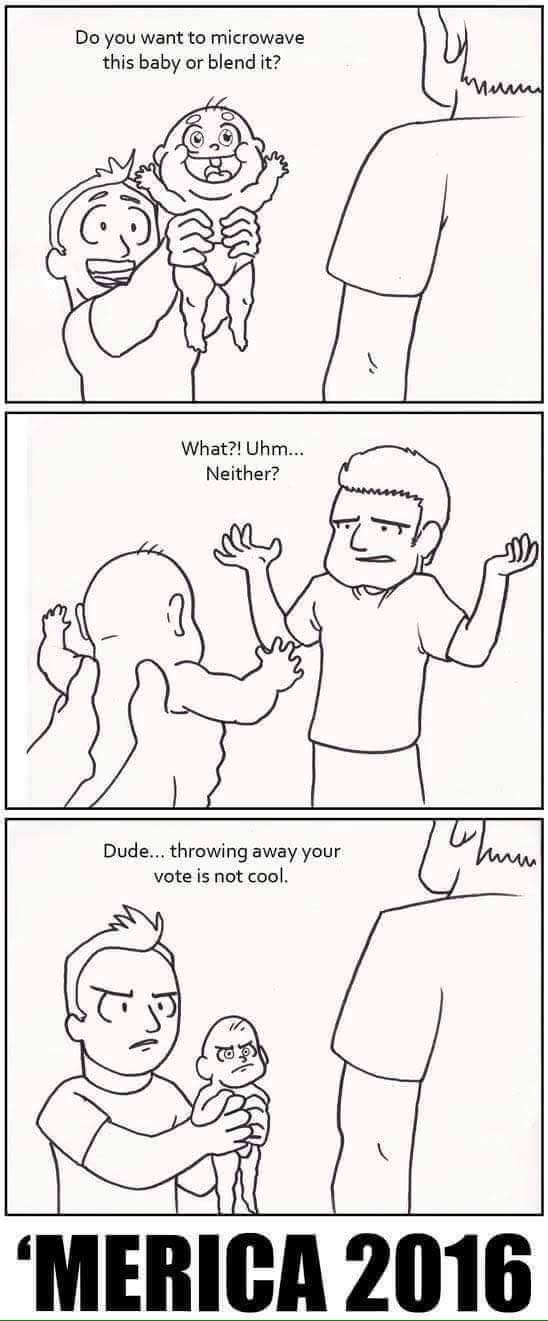 Do you want to microwave
this baby or blend it?
What?! Uhm...
Neither?
Dude... throwing away your
vote is not cool.
‘MERICA 2016